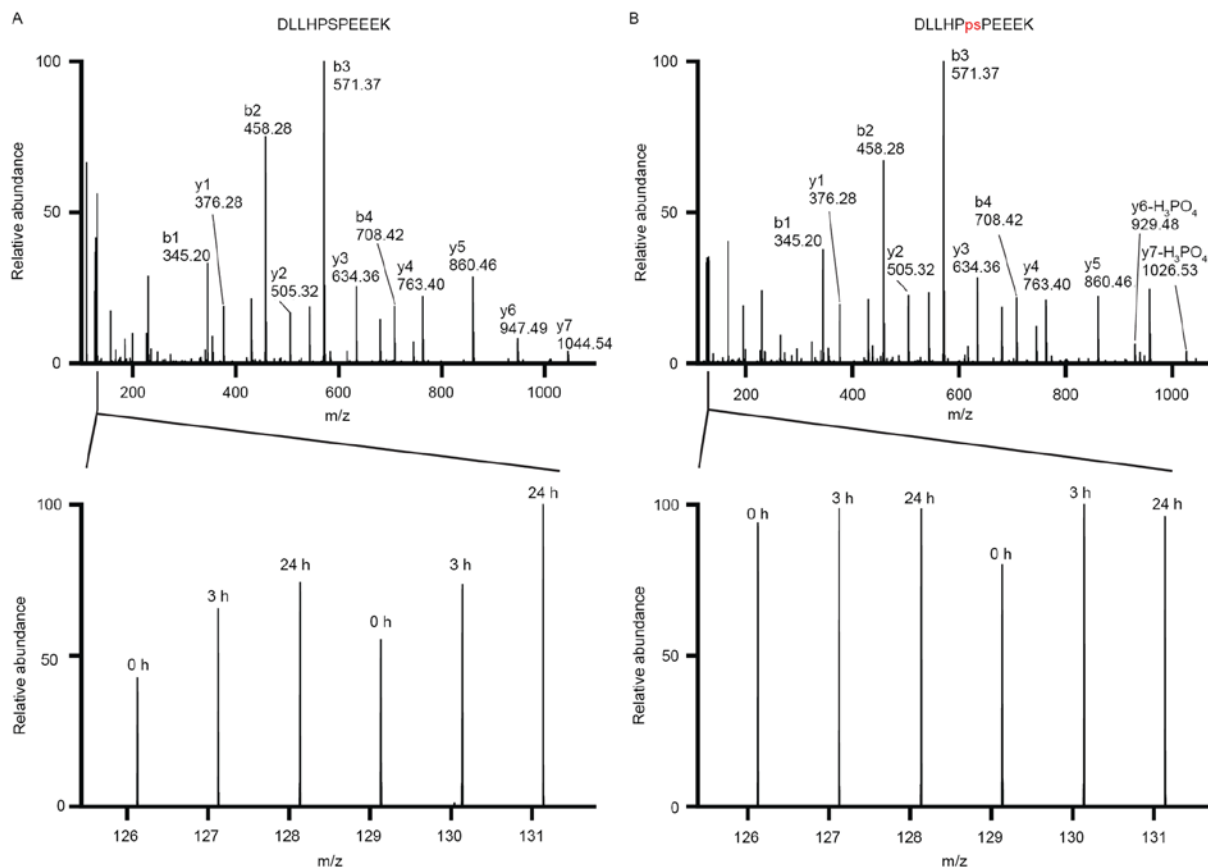 A
DLLHPSPEEEK
100
50
0
Relative abundance
b3
571.37
b2
458.28
y1
376.28
b1
345.20
y2
505.32
y3
634.36
b4
708.42
y4
763.40
y5
860.46
y6
947.49
y7
1044.54
200
400
600
800
1000
m/z
100
50
0
Relative abundance
0 h
3 h
24 h
0 h
3 h
24 h
126
127
128
129
130
131
m/z
B
DLLHPpsPEEEK
100
50
0
Relative abundance
b3
571.37
b2
458.28
y1
376.28
b1
345.20
y2
505.32
y3
634.36
b4
708.42
y4
763.40
y5
860.46
y6-H₃PO₄
929.48
y7-H₃PO₄
1026.53
200
400
600
800
1000
m/z
100
50
0
Relative abundance
0 h
3 h
24 h
0 h
3 h
24 h
126
127
128
129
130
131
m/z